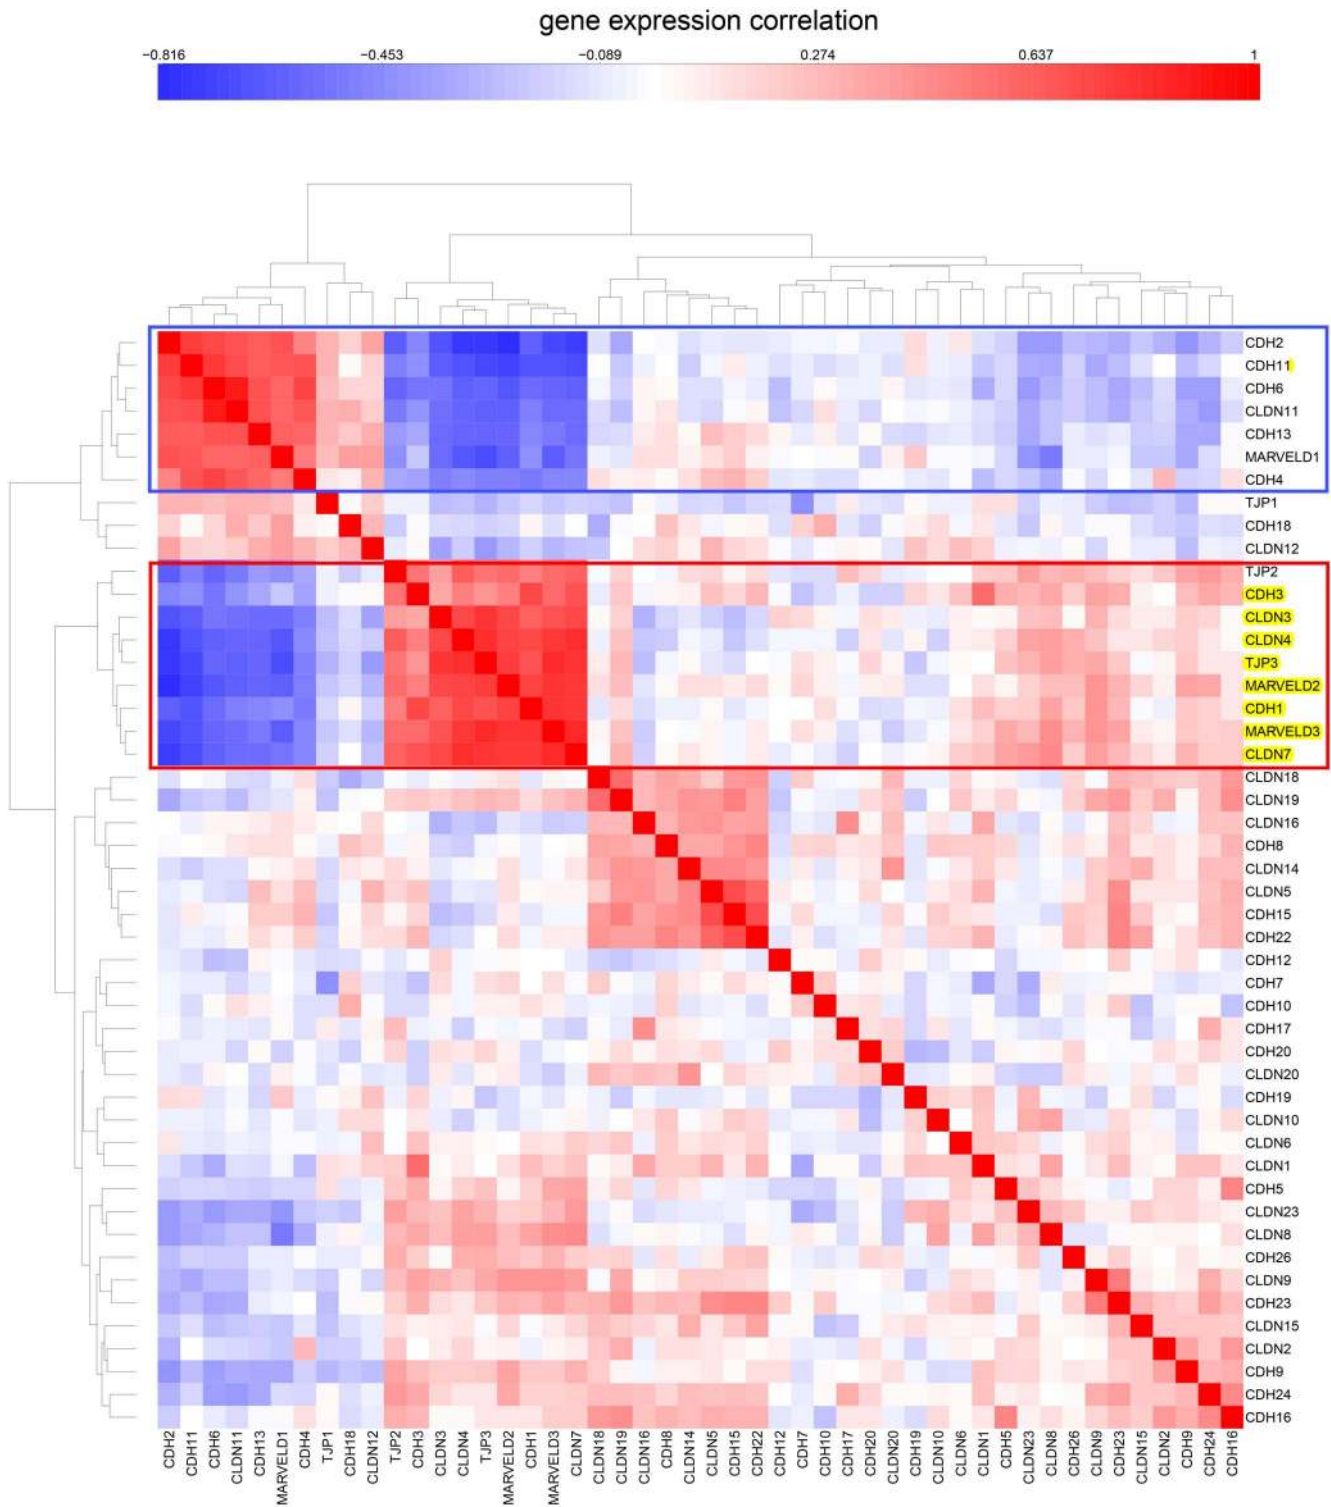 gene expression correlation
−0.816 −0.453 −0.089 0.274 0.637 1
CDH2
CDH11
CDH6
CLDN11
CDH13
MARVELD1
CDH4
TJP1
CDH18
CLDN12
TJP2
CDH3
CLDN3
CLDN4
TJP3
MARVELD2
CDH1
MARVELD3
CLDN7
CLDN18
CLDN19
CLDN16
CDH8
CLDN14
CLDN5
CDH15
CDH22
CDH12
CDH7
CDH10
CDH17
CDH20
CLDN20
CDH19
CLDN10
CLDN6
CLDN1
CDH5
CLDN23
CLDN8
CDH26
CLDN9
CDH23
CLDN15
CLDN2
CDH9
CDH24
CDH16
CDH2
CDH11
CDH6
CLDN11
CDH13
MARVELD1
CDH4
TJP1
CDH18
CLDN12
TJP2
CDH3
CLDN3
CLDN4
TJP3
MARVELD2
CDH1
MARVELD3
CLDN7
CLDN18
CLDN19
CLDN16
CDH8
CLDN14
CLDN5
CDH15
CDH22
CDH12
CDH7
CDH10
CDH17
CDH20
CLDN20
CDH19
CLDN10
CLDN6
CLDN1
CDH5
CLDN23
CLDN8
CDH26
CLDN9
CDH23
CLDN15
CLDN2
CDH9
CDH24
CDH16